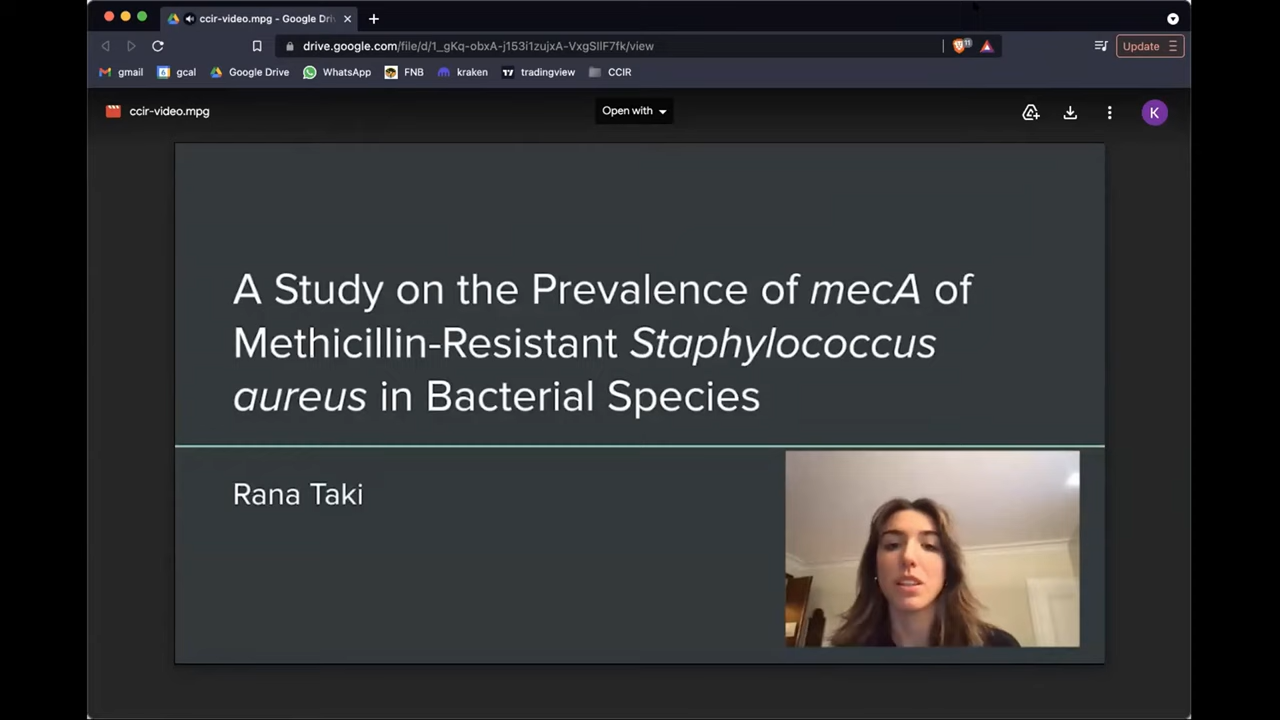 ccir-video.mpg - Google Dri
drive.google.com/file/d/1_gKq-obxA-j153i1zujxA-VxgSIlF7fk/view
11
Update
gmail
6
gcal
Google Drive
WhatsApp
FNB
kraken
tradingview
CCIR
ccir-video.mpg
Open with
K
A Study on the Prevalence of mecA of
Methicillin-Resistant Staphylococcus
aureus in Bacterial Species
Rana Taki